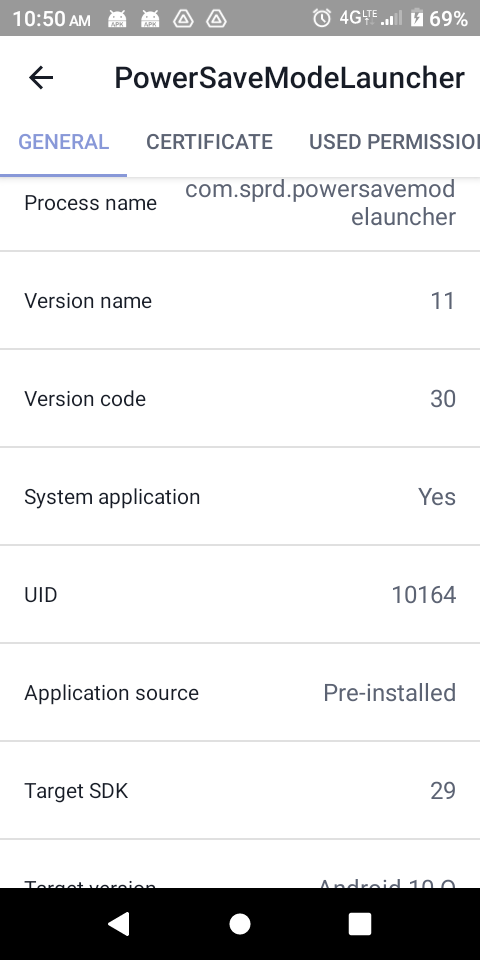 10:50 AM APK APK 4G LTE 69%
PowerSaveModeLauncher
GENERAL CERTIFICATE USED PERMISSIO
Process name com.sprd.powersavemod
elauncher
Version name 11
Version code 30
System application Yes
UID 10164
Application source Pre-installed
Target SDK 29
Target version Android 10 Q